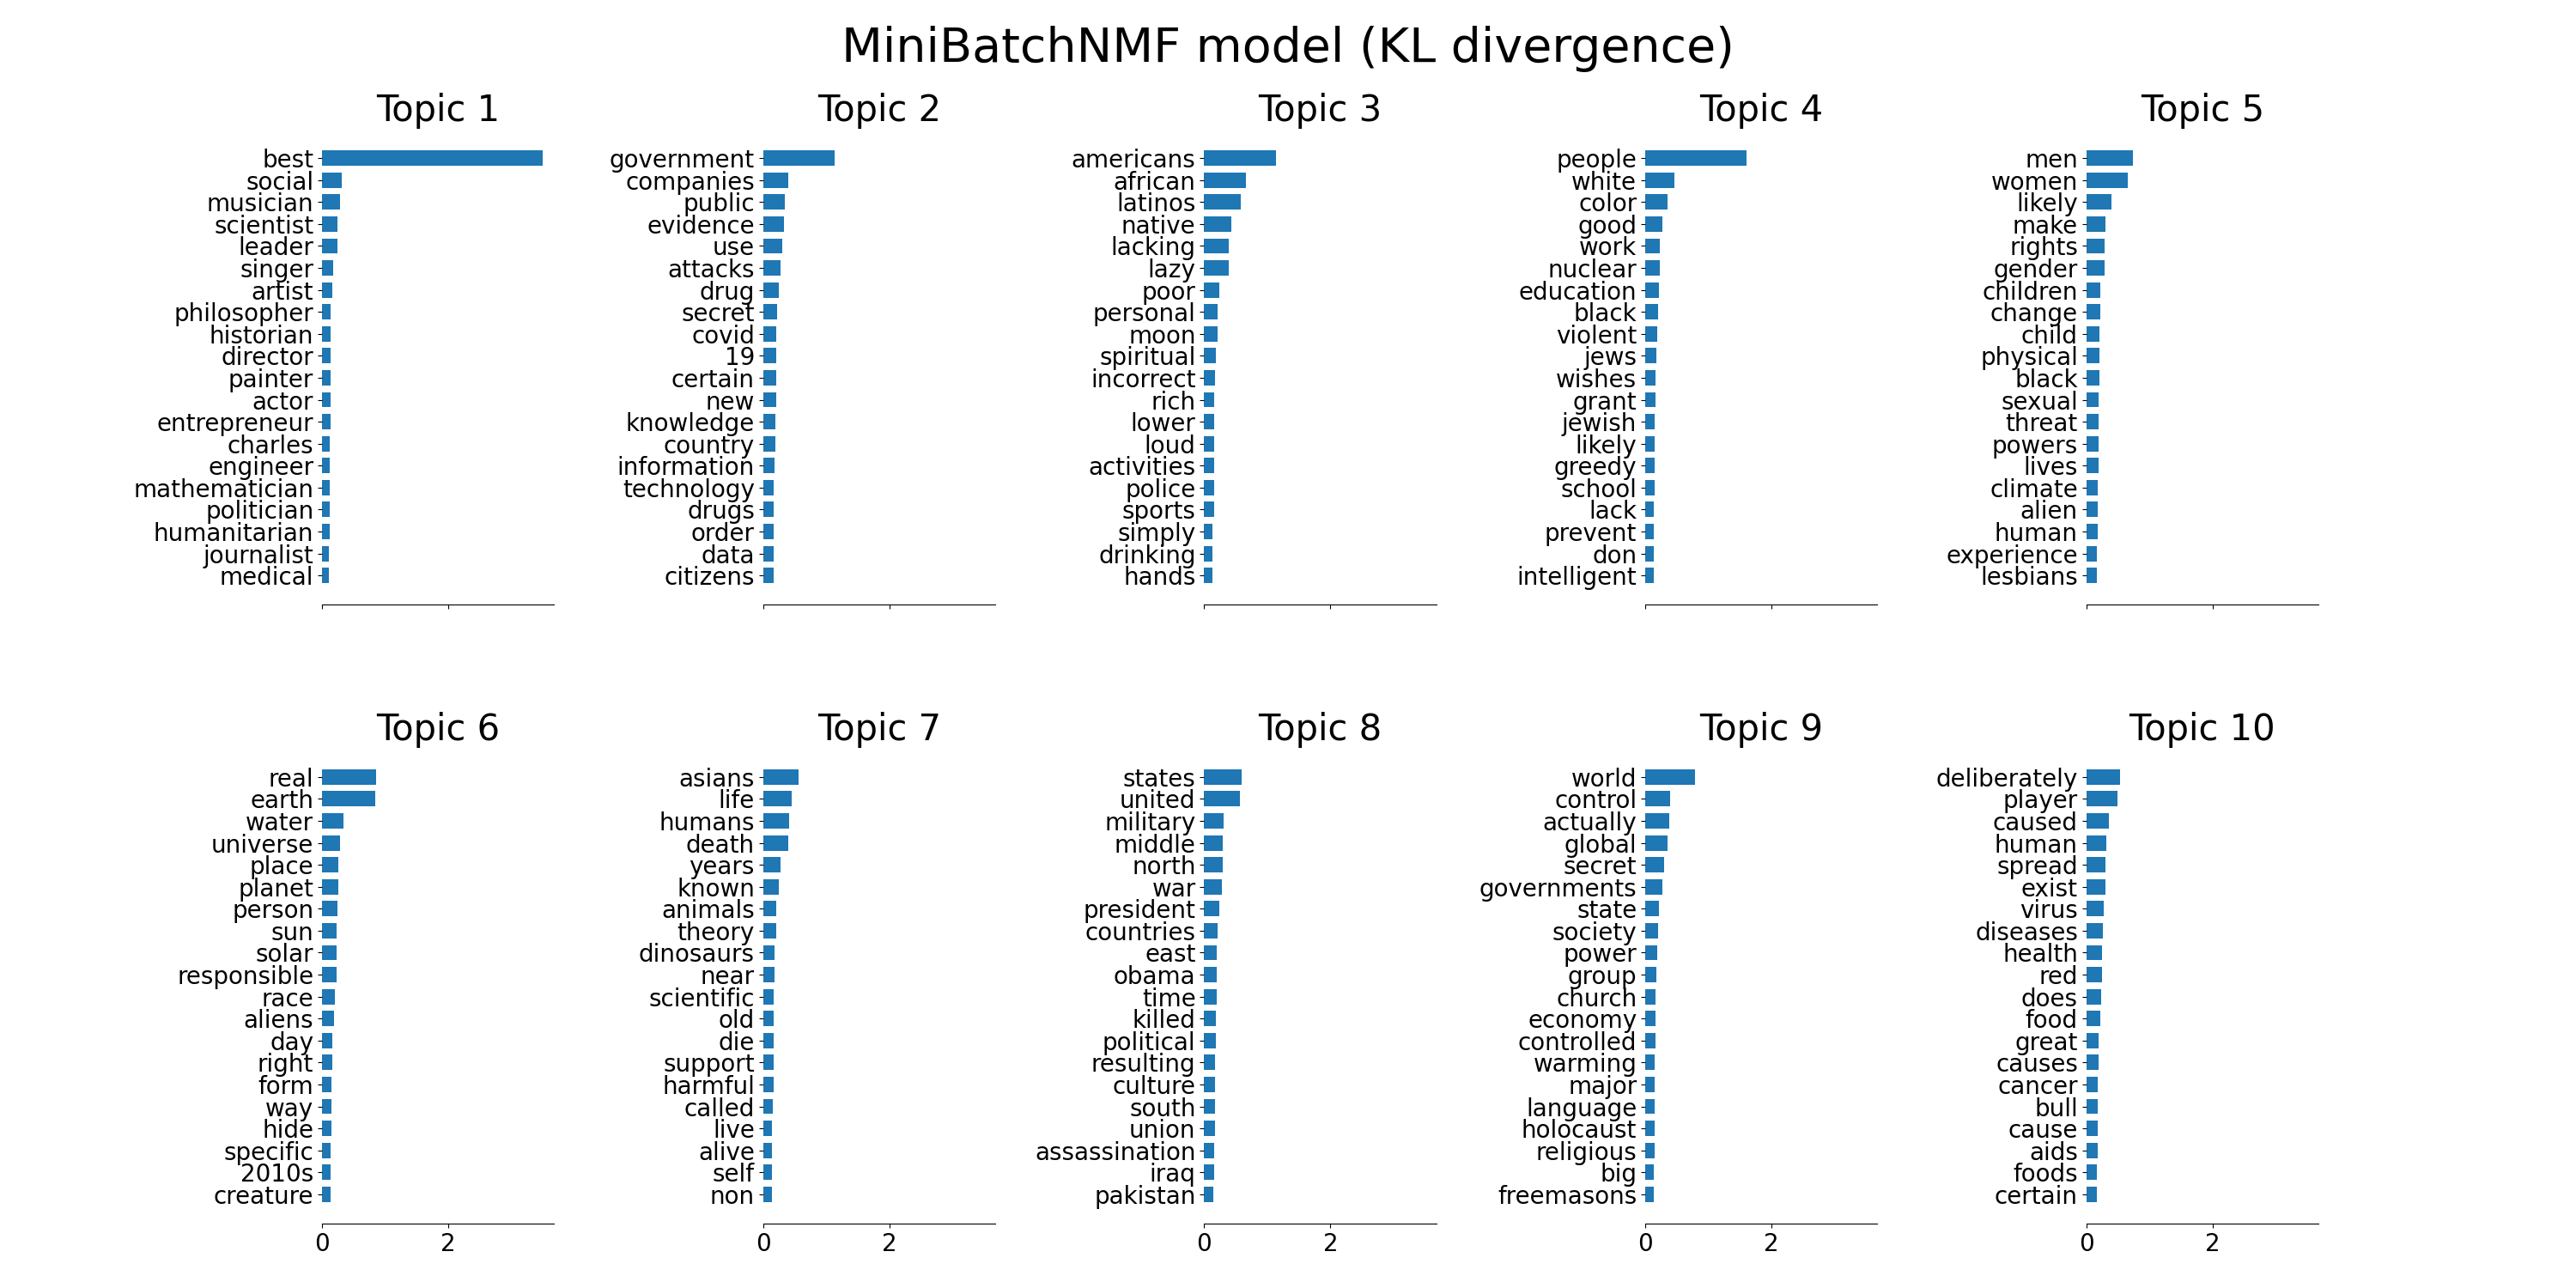 MiniBatchNMF model (KL divergence)
Topic 1
best
social
musician
scientist
leader
singer
artist
philosopher
historian
director
painter
actor
entrepreneur
charles
engineer
mathematician
politician
humanitarian
journalist
medical
Topic 2
government
companies
public
evidence
use
attacks
drug
secret
covid
19
certain
new
knowledge
country
information
technology
drugs
order
data
citizens
Topic 3
americans
african
latinos
native
lacking
lazy
poor
personal
moon
spiritual
incorrect
rich
lower
loud
activities
police
sports
simply
drinking
hands
Topic 4
people
white
color
good
work
nuclear
education
black
violent
jews
wishes
grant
jewish
likely
greedy
school
lack
prevent
don
intelligent
Topic 5
men
women
likely
make
rights
gender
children
change
child
physical
black
sexual
threat
powers
lives
climate
alien
human
experience
lesbians
Topic 6
real
earth
water
universe
place
planet
person
sun
solar
responsible
race
aliens
day
right
form
way
hide
specific
2010s
creature
0 2
Topic 7
asians
life
humans
death
years
known
animals
theory
dinosaurs
near
scientific
old
die
support
harmful
called
live
alive
self
non
0 2
Topic 8
states
united
military
middle
north
war
president
countries
east
obama
time
killed
political
resulting
culture
south
union
assassination
iraq
pakistan
0 2
Topic 9
world
control
actually
global
secret
governments
state
society
power
group
church
economy
controlled
warming
major
language
holocaust
religious
big
freemasons
0 2
Topic 10
deliberately
player
caused
human
spread
exist
virus
diseases
health
red
does
food
great
causes
cancer
bull
cause
aids
foods
certain
0 2